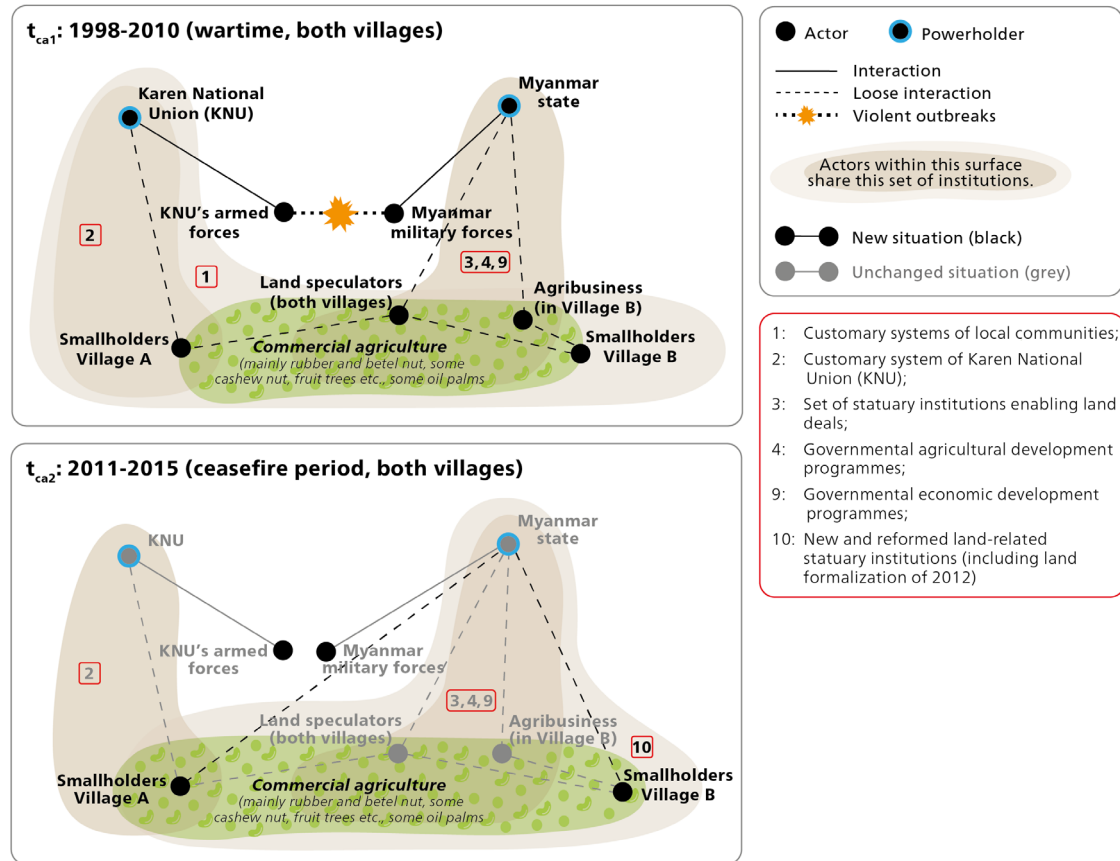 t_ca1: 1998-2010 (wartime, both villages)
Karen National
Union (KNU)
Myanmar
state
KNU's armed
forces
Myanmar
military forces
2
1
3, 4, 9
Land speculators
(both villages)
Agribusiness
(in Village B)
Smallholders
Village A
Commercial agriculture
(mainly rubber and betel nut, some
cashew nut, fruit trees etc., some oil palms
Smallholders
Village B
t_ca2: 2011-2015 (ceasefire period, both villages)
KNU
Myanmar
state
KNU's armed
forces
Myanmar
military forces
2
3, 4, 9
Land speculators
(both villages)
Agribusiness
(in Village B)
10
Smallholders
Village A
Commercial agriculture
(mainly rubber and betel nut, some
cashew nut, fruit trees etc., some oil palms
Smallholders
Village B
Actor
Powerholder
Interaction
Loose interaction
Violent outbreaks
Actors within this surface
share this set of institutions.
New situation (black)
Unchanged situation (grey)
1: Customary systems of local communities;
2: Customary system of Karen National
Union (KNU);
3: Set of statuary institutions enabling land
deals;
4: Governmental agricultural development
programmes;
9: Governmental economic development
programmes;
10: New and reformed land-related
statuary institutions (including land
formalization of 2012)